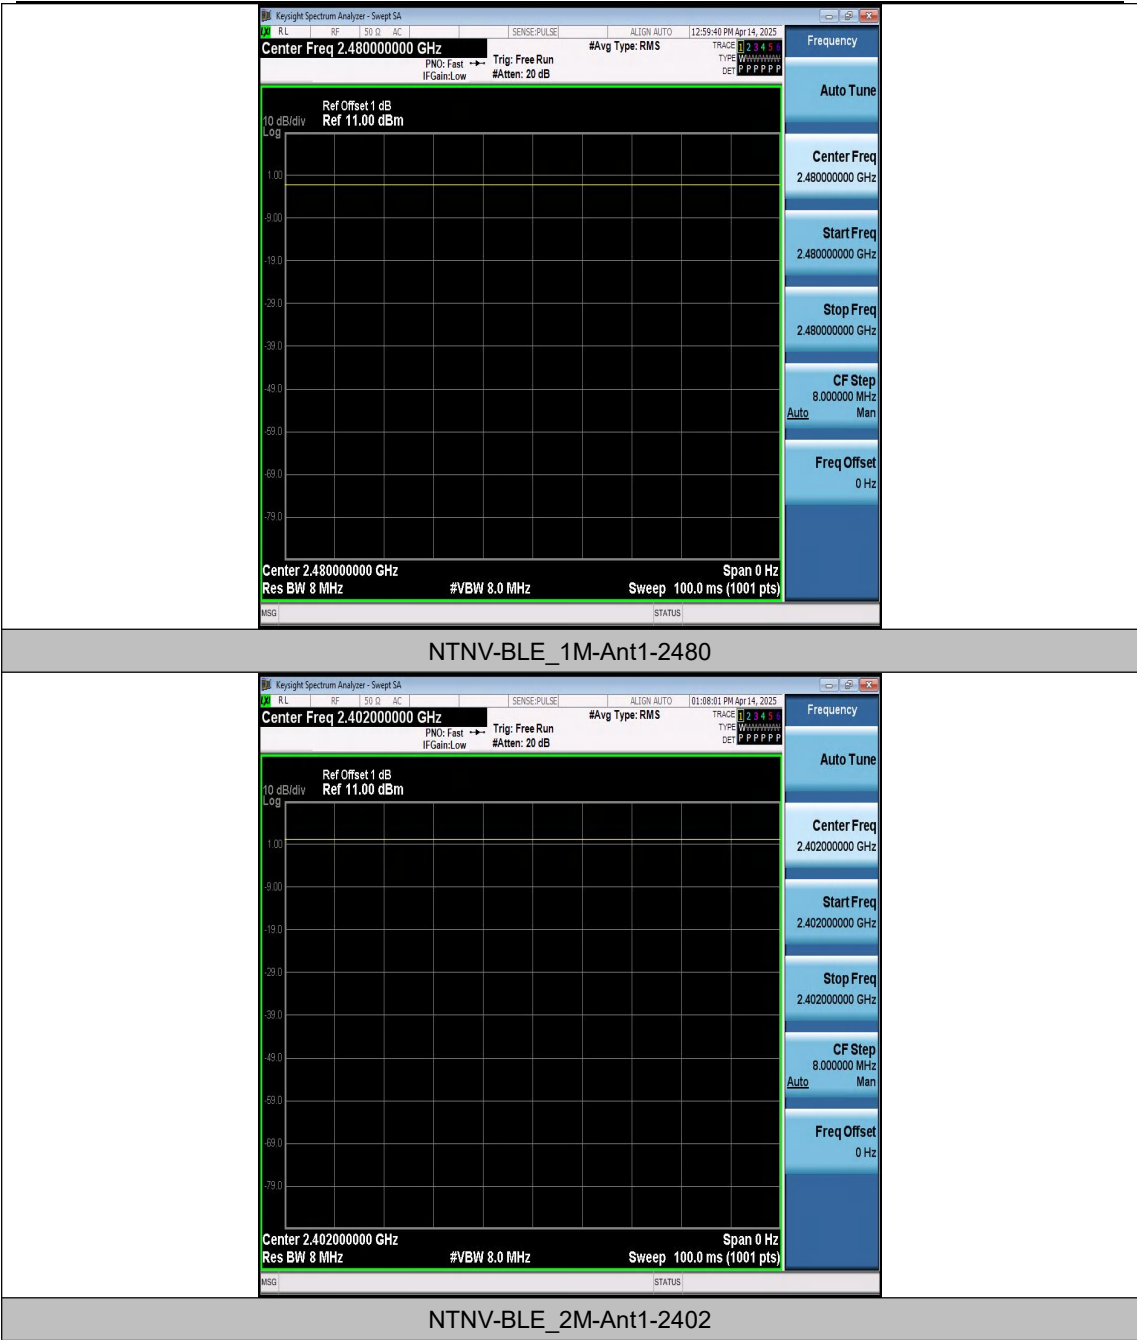 Keysight Spectrum Analyzer - Swept SA
RL RF 50 Ω AC SENSE:PULSE ALIGN AUTO 12:59:40 PM Apr 14, 2025
Center Freq 2.480000000 GHz #Avg Type: RMS TRACE 1 2 3 4 5 6
PNO: Fast Trig: Free Run TYPE W
IFGain:Low #Atten: 20 dB DET P P P P P P
Frequency
Auto Tune
Ref Offset 1 dB
10 dB/div Ref 11.00 dBm
Log
1.00
-9.00
-19.0
-29.0
-39.0
-49.0
-59.0
-69.0
-79.0
Center Freq
2.480000000 GHz
Start Freq
2.480000000 GHz
Stop Freq
2.480000000 GHz
CF Step
8.000000 MHz
Auto Man
Freq Offset
0 Hz
Center 2.480000000 GHz Span 0 Hz
Res BW 8 MHz #VBW 8.0 MHz Sweep 100.0 ms (1001 pts)
MSG STATUS
NTNV-BLE_1M-Ant1-2480
Keysight Spectrum Analyzer - Swept SA
RL RF 50 Ω AC SENSE:PULSE ALIGN AUTO 01:08:01 PM Apr 14, 2025
Center Freq 2.402000000 GHz #Avg Type: RMS TRACE 1 2 3 4 5 6
PNO: Fast Trig: Free Run TYPE W
IFGain:Low #Atten: 20 dB DET P P P P P P
Frequency
Auto Tune
Ref Offset 1 dB
10 dB/div Ref 11.00 dBm
Log
1.00
-9.00
-19.0
-29.0
-39.0
-49.0
-59.0
-69.0
-79.0
Center Freq
2.402000000 GHz
Start Freq
2.402000000 GHz
Stop Freq
2.402000000 GHz
CF Step
8.000000 MHz
Auto Man
Freq Offset
0 Hz
Center 2.402000000 GHz Span 0 Hz
Res BW 8 MHz #VBW 8.0 MHz Sweep 100.0 ms (1001 pts)
MSG STATUS
NTNV-BLE_2M-Ant1-2402